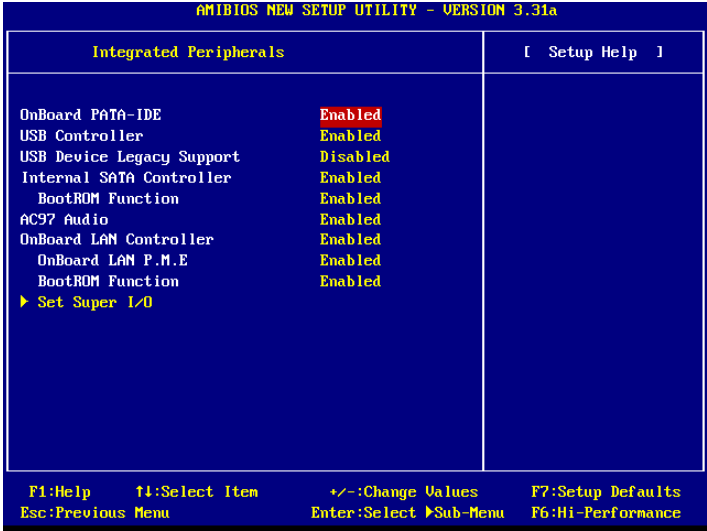 AMIBIOS NEW SETUP UTILITY - VERSION 3.31a
Integrated Peripherals
[ Setup Help ]
OnBoard PATA-IDE Enabled
USB Controller Enabled
USB Device Legacy Support Disabled
Internal SATA Controller Enabled
BootROM Function Enabled
AC97 Audio Enabled
OnBoard LAN Controller Enabled
OnBoard LAN P.M.E Enabled
BootROM Function Enabled
▶ Set Super I/O
F1:Help ↑↓:Select Item +/-:Change Values F7:Setup Defaults
Esc:Previous Menu Enter:Select ▶Sub-Menu F6:Hi-Performance